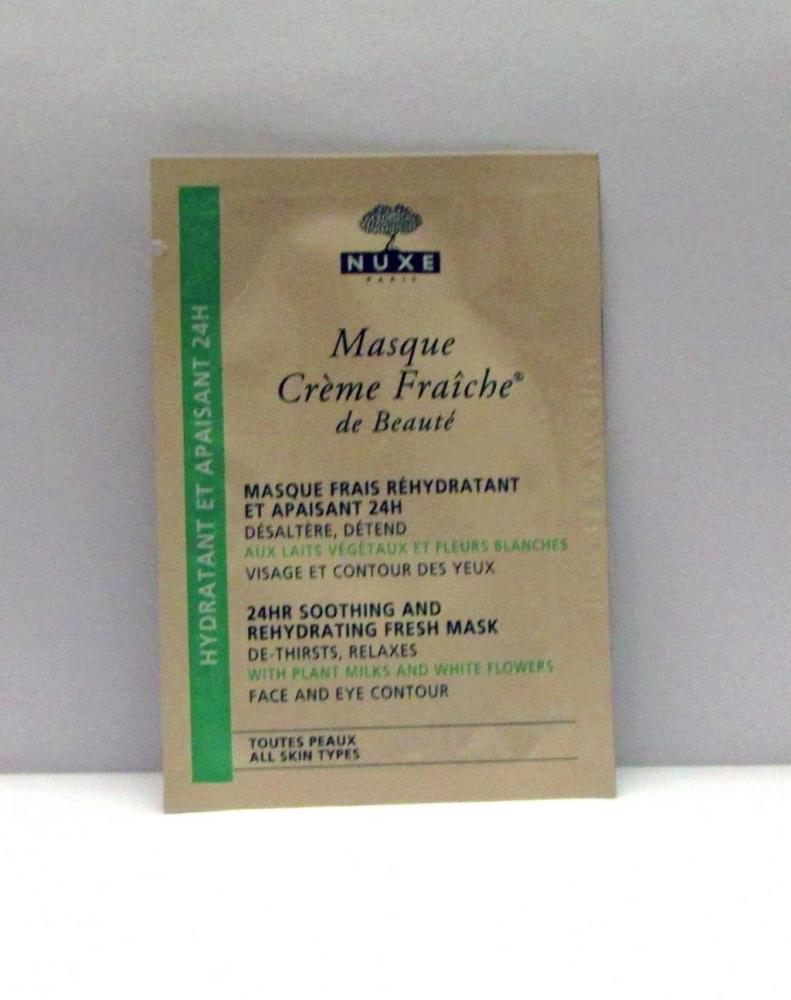 NUXE
PARIS
Masque
Crème Fraîche®
de Beauté
MASQUE FRAIS RÉHYDRATANT
ET APAISANT 24H
DÉSALTÈRE, DÉTEND
AUX LAITS VÉGÉTAUX ET FLEURS BLANCHES
VISAGE ET CONTOUR DES YEUX
24HR SOOTHING AND
REHYDRATING FRESH MASK
DE-THIRSTS, RELAXES
WITH PLANT MILKS AND WHITE FLOWERS
FACE AND EYE CONTOUR
TOUTES PEAUX
ALL SKIN TYPES
HYDRATANT ET APAISANT 24H